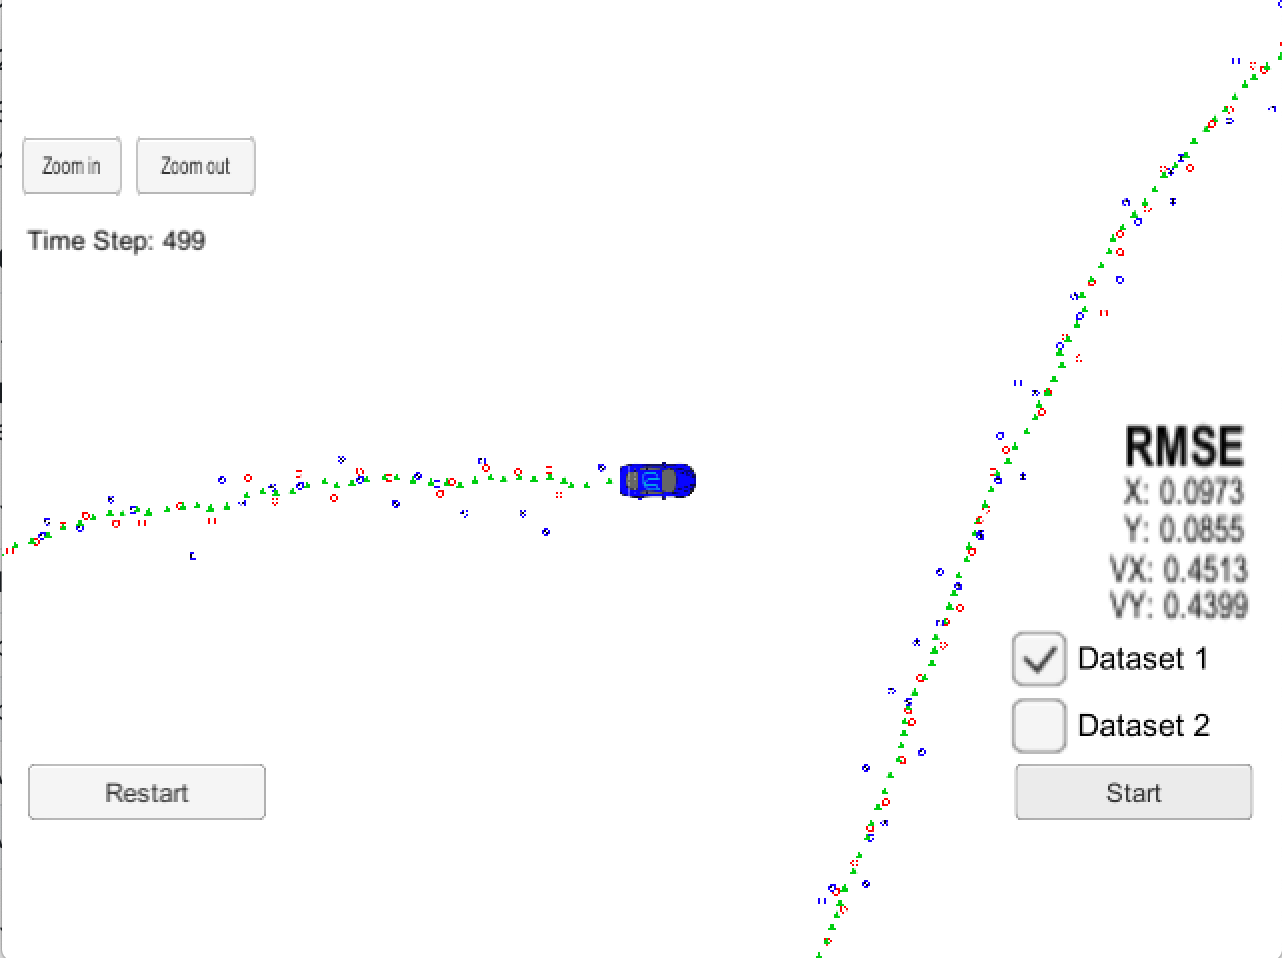 Zoom in
Zoom out
Time Step: 499
RMSE
X: 0.0973
Y: 0.0855
VX: 0.4513
VY: 0.4399
Dataset 1
Dataset 2
Restart
Start